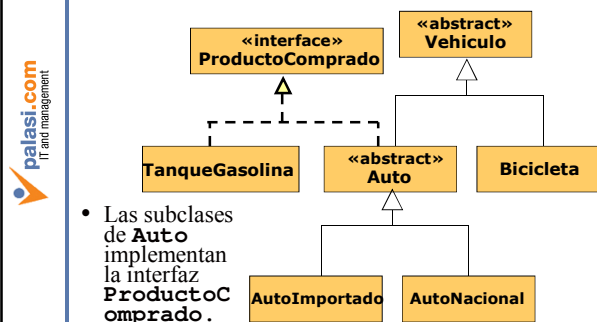 palasi.com
IT and management
«interface»
ProductoComprado
«abstract»
Vehiculo
TanqueGasolina
«abstract»
Auto
Bicicleta
• Las subclases
de Auto
implementan
la interfaz
ProductoC
omprado.
AutoImportado
AutoNacional